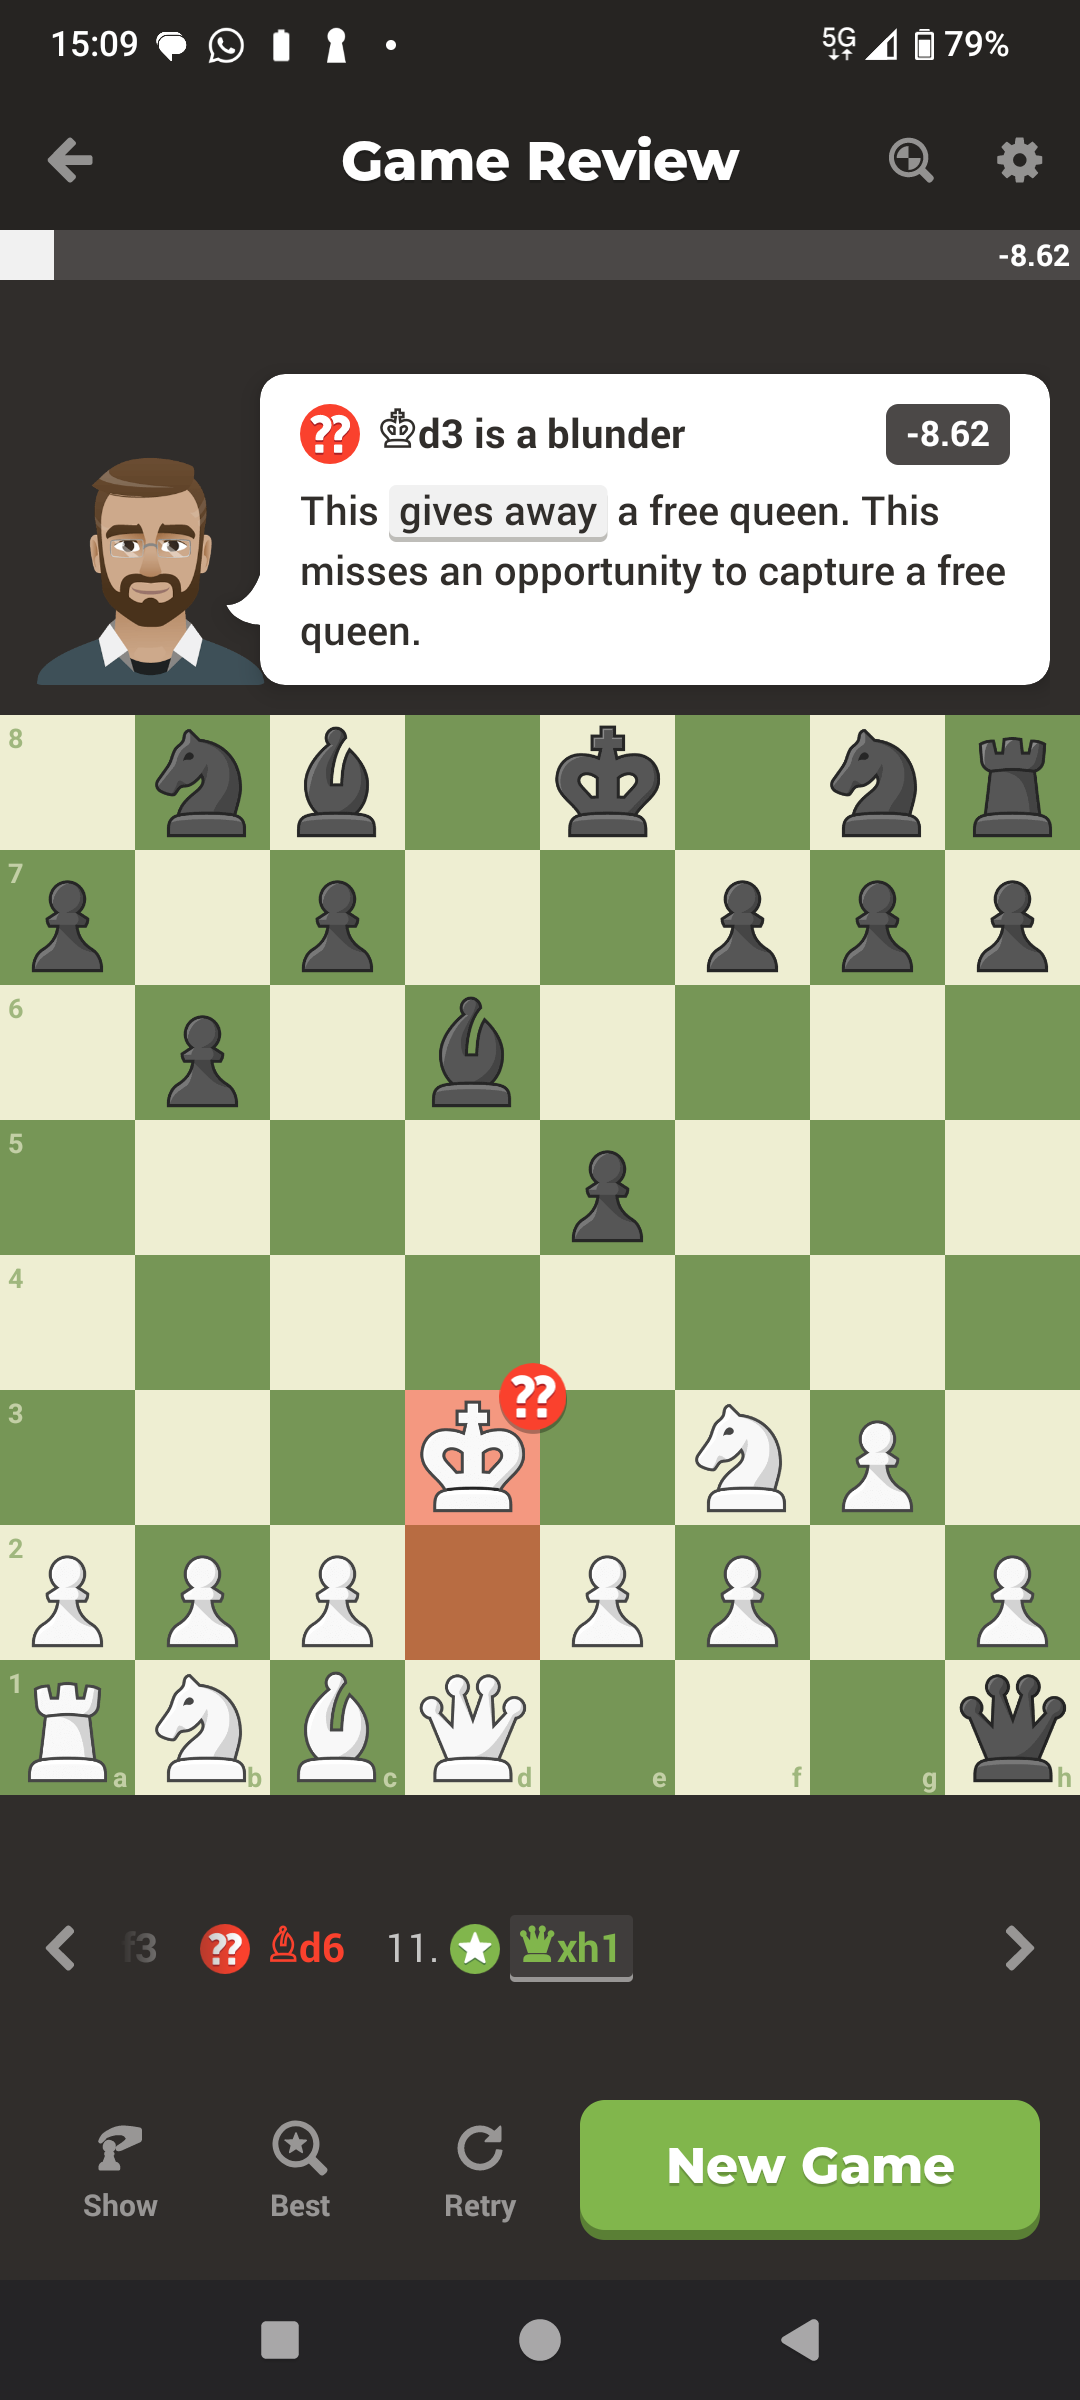 15:09
5G
79%
Game Review
-8.62
?? ♔d3 is a blunder
-8.62
This gives away a free queen. This
misses an opportunity to capture a free
queen.
8
7
6
5
4
??
3
2
1
a b c d e f g h
f3 ?? ♗d6 11. ♛xh1
Show
Best
Retry
New Game